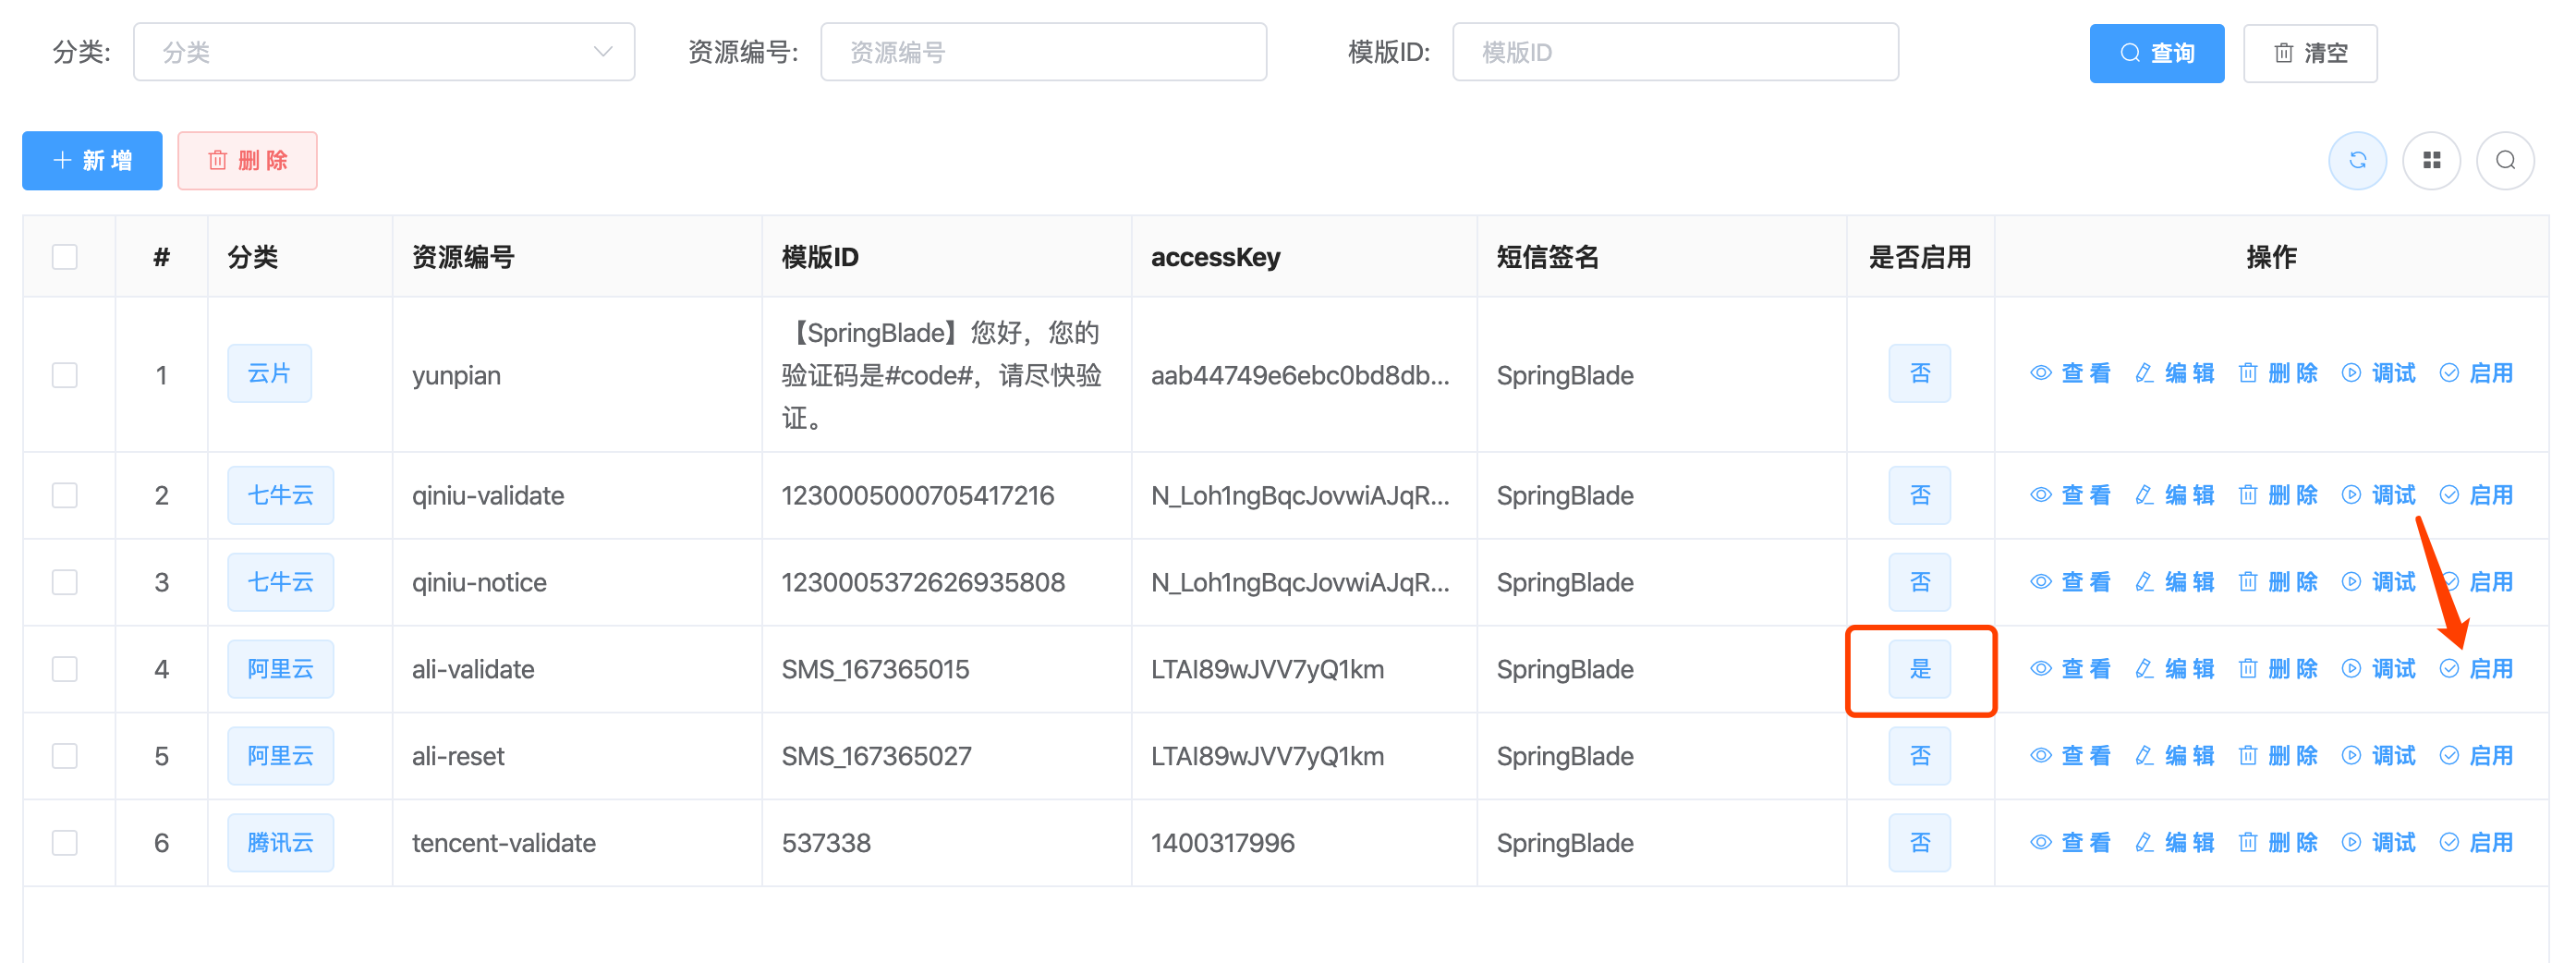 分类: 分类 资源编号: 资源编号 模版ID: 模版ID 查询 清空
新 增 删 除
# 分类 资源编号 模版ID accessKey 短信签名 是否启用 操作
1 云片 yunpian 【SpringBlade】您好，您的验证码是#code#，请尽快验证。 aab44749e6ebc0bd8db... SpringBlade 否 查 看 编 辑 删 除 调试 启用
2 七牛云 qiniu-validate 1230005000705417216 N_Loh1ngBqcJovwiAJqR... SpringBlade 否 查 看 编 辑 删 除 调试 启用
3 七牛云 qiniu-notice 1230005372626935808 N_Loh1ngBqcJovwiAJqR... SpringBlade 否 查 看 编 辑 删 除 调试 启用
4 阿里云 ali-validate SMS_167365015 LTAI89wJVV7yQ1km SpringBlade 是 查 看 编 辑 删 除 调试 启用
5 阿里云 ali-reset SMS_167365027 LTAI89wJVV7yQ1km SpringBlade 否 查 看 编 辑 删 除 调试 启用
6 腾讯云 tencent-validate 537338 1400317996 SpringBlade 否 查 看 编 辑 删 除 调试 启用